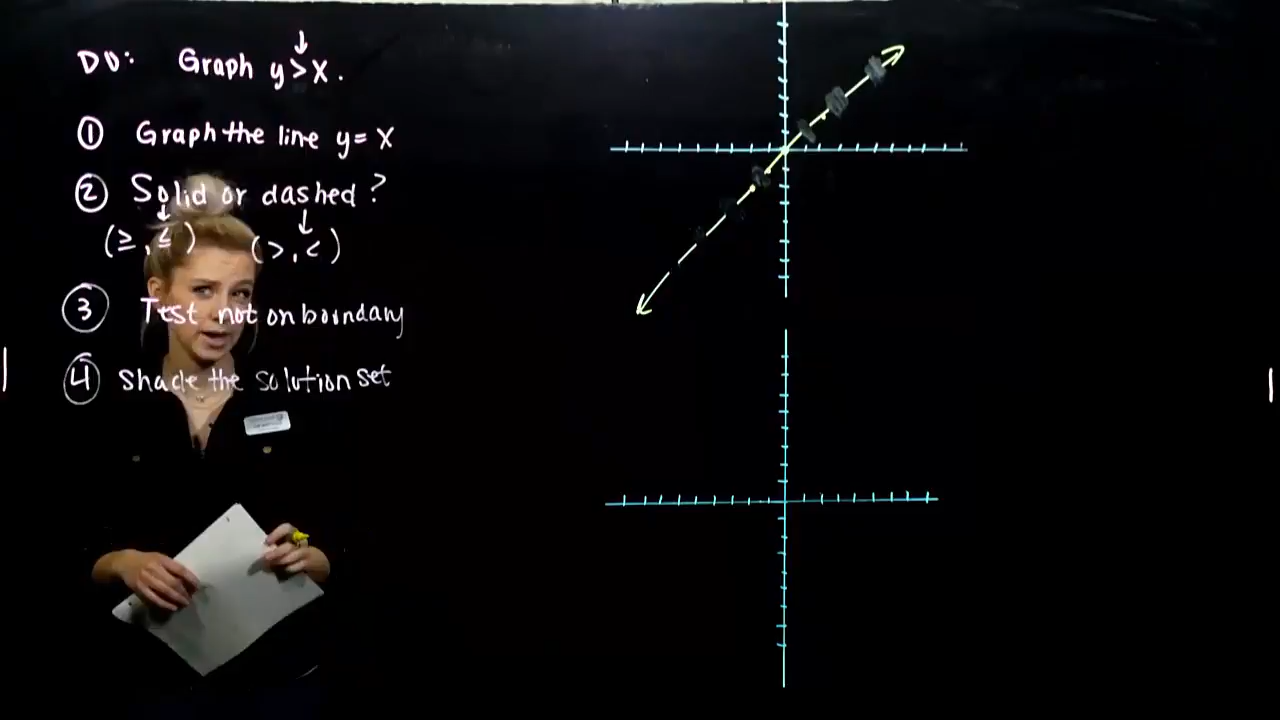 DO: Graph y > x.
① Graph the line y = x
② Solid or dashed?
(≥, ≤) (>, <)
③ Test not on boundary
④ Shade the solution set